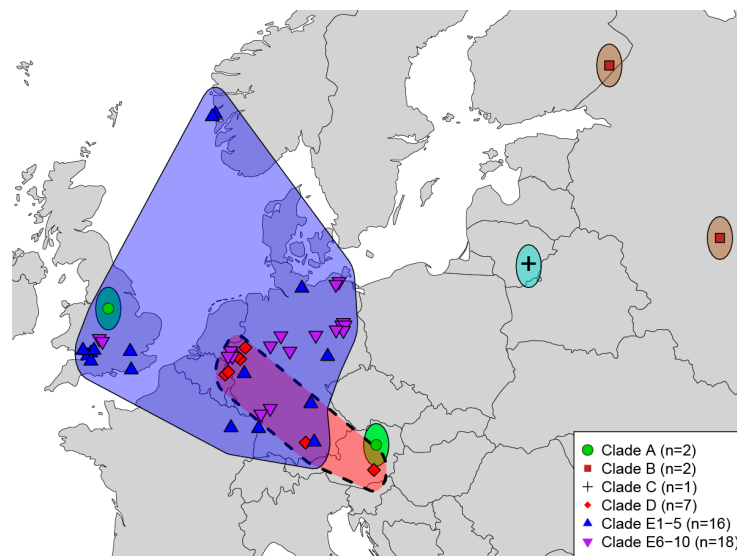 Clade A (n=2)
Clade B (n=2)
Clade C (n=1)
Clade D (n=7)
Clade E1−5 (n=16)
Clade E6−10 (n=18)